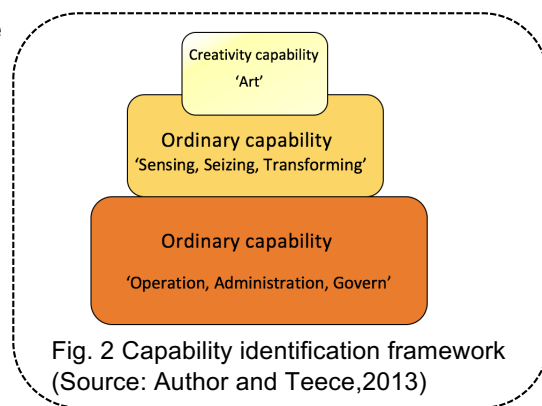 e
Creativity capability
‘Art’
Ordinary capability
‘Sensing, Seizing, Transforming’
Ordinary capability
‘Operation, Administration, Govern’
Fig. 2 Capability identification framework
(Source: Author and Teece,2013)